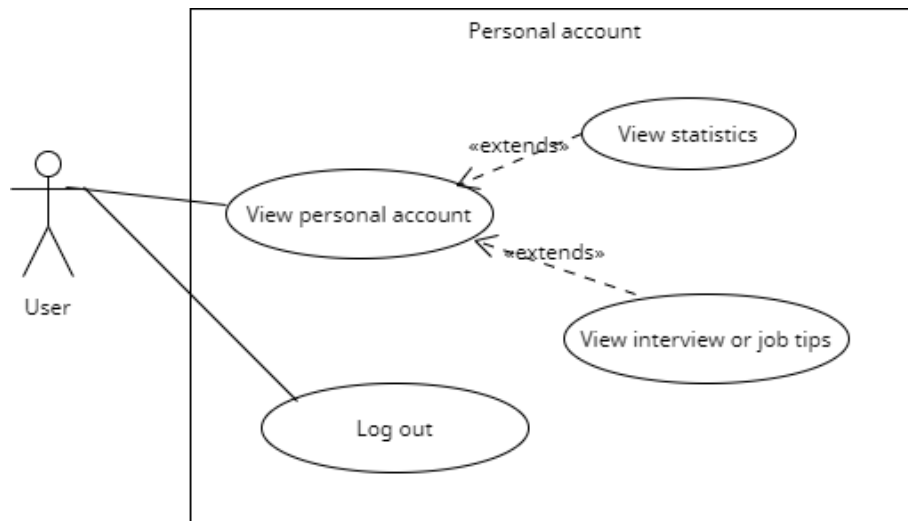 Personal account
View statistics
«extends»
View personal account
«extends»
User
View interview or job tips
Log out